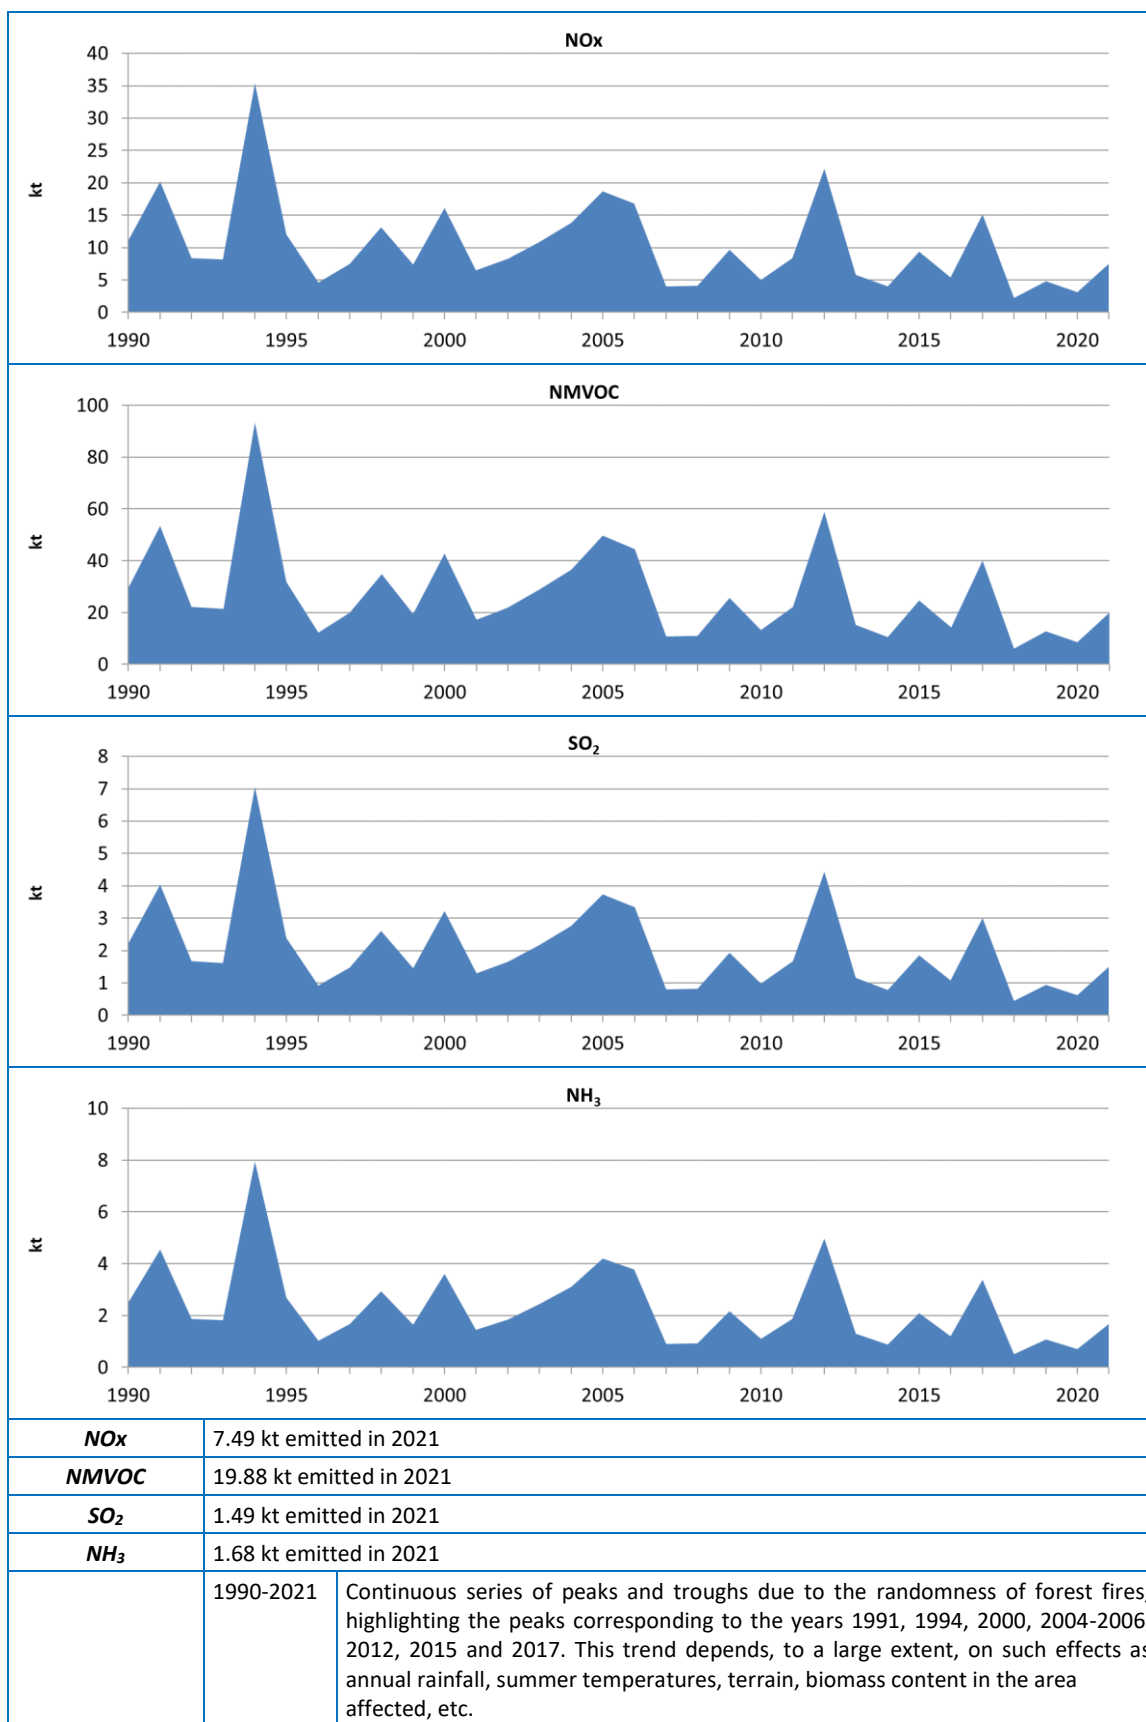 NOx
40
35
30
25
20
15
10
5
0
kt
1990 1995 2000 2005 2010 2015 2020
NMVOC
100
80
60
40
20
0
kt
1990 1995 2000 2005 2010 2015 2020
SO₂
8
7
6
5
4
3
2
1
0
kt
1990 1995 2000 2005 2010 2015 2020
NH₃
10
8
6
4
2
0
kt
1990 1995 2000 2005 2010 2015 2020
NOx 7.49 kt emitted in 2021
NMVOC 19.88 kt emitted in 2021
SO₂ 1.49 kt emitted in 2021
NH₃ 1.68 kt emitted in 2021
1990-2021 Continuous series of peaks and troughs due to the randomness of forest fires,
highlighting the peaks corresponding to the years 1991, 1994, 2000, 2004-2006
2012, 2015 and 2017. This trend depends, to a large extent, on such effects as
annual rainfall, summer temperatures, terrain, biomass content in the area
affected, etc.